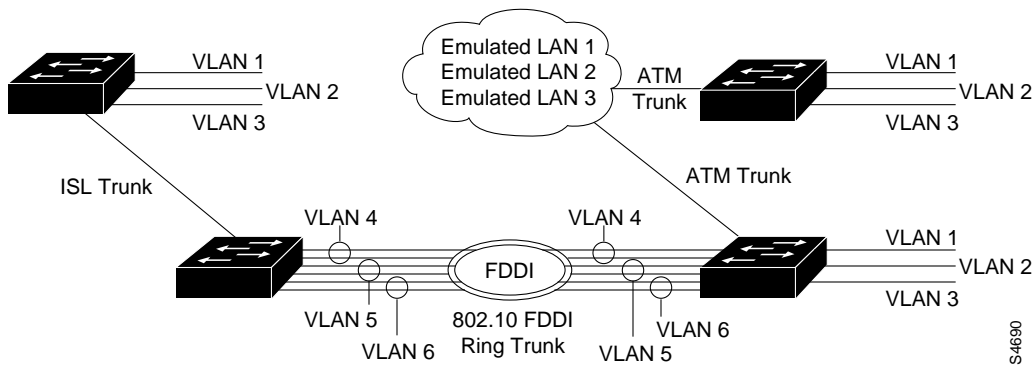 VLAN 1
VLAN 2
VLAN 3
Emulated LAN 1
Emulated LAN 2
Emulated LAN 3
ATM
Trunk
VLAN 1
VLAN 2
VLAN 3
ISL Trunk
ATM Trunk
VLAN 4
VLAN 5
VLAN 6
FDDI
802.10 FDDI
Ring Trunk
VLAN 4
VLAN 5
VLAN 6
VLAN 1
VLAN 2
VLAN 3
S4690